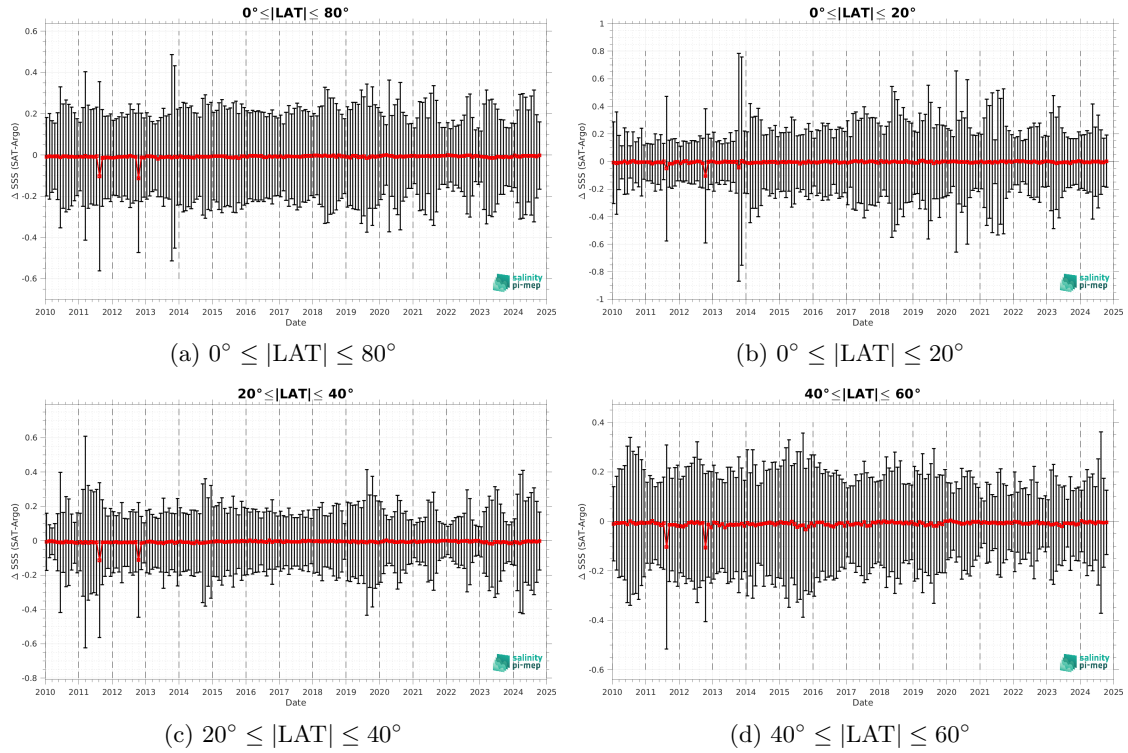 0°≤|LAT|≤ 80°
Δ SSS (SAT-Argo)
0.6
0.4
0.2
0
-0.2
-0.4
-0.6
2010 2011 2012 2013 2014 2015 2016 2017 2018 2019 2020 2021 2022 2023 2024 2025
Date
salinity
pi-mep
(a) 0° ≤ |LAT| ≤ 80°
0°≤|LAT|≤ 20°
Δ SSS (SAT-Argo)
1
0.8
0.6
0.4
0.2
0
-0.2
-0.4
-0.6
-0.8
-1
2010 2011 2012 2013 2014 2015 2016 2017 2018 2019 2020 2021 2022 2023 2024 2025
Date
salinity
pi-mep
(b) 0° ≤ |LAT| ≤ 20°
20°≤|LAT|≤ 40°
Δ SSS (SAT-Argo)
0.6
0.4
0.2
0
-0.2
-0.4
-0.6
-0.8
2010 2011 2012 2013 2014 2015 2016 2017 2018 2019 2020 2021 2022 2023 2024 2025
Date
salinity
pi-mep
(c) 20° ≤ |LAT| ≤ 40°
40°≤|LAT|≤ 60°
Δ SSS (SAT-Argo)
0.4
0.2
0
-0.2
-0.4
-0.6
2010 2011 2012 2013 2014 2015 2016 2017 2018 2019 2020 2021 2022 2023 2024 2025
Date
salinity
pi-mep
(d) 40° ≤ |LAT| ≤ 60°